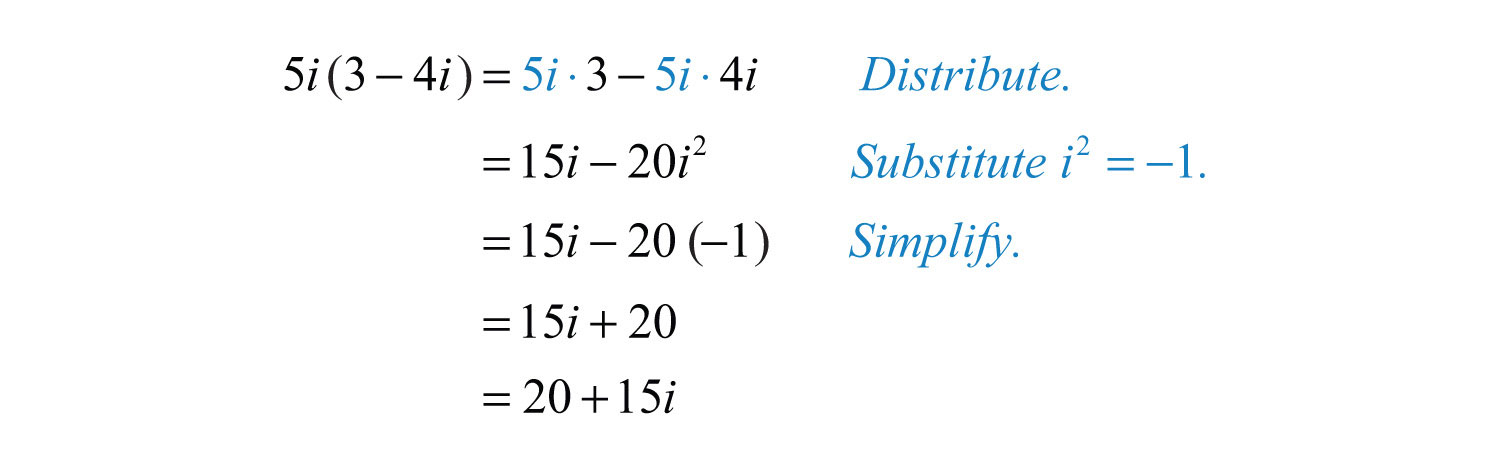 5i(3 − 4i) = 5i · 3 − 5i · 4i Distribute.
= 15i − 20i² Substitute i² = −1.
= 15i − 20 (−1) Simplify.
= 15i + 20
= 20 + 15i